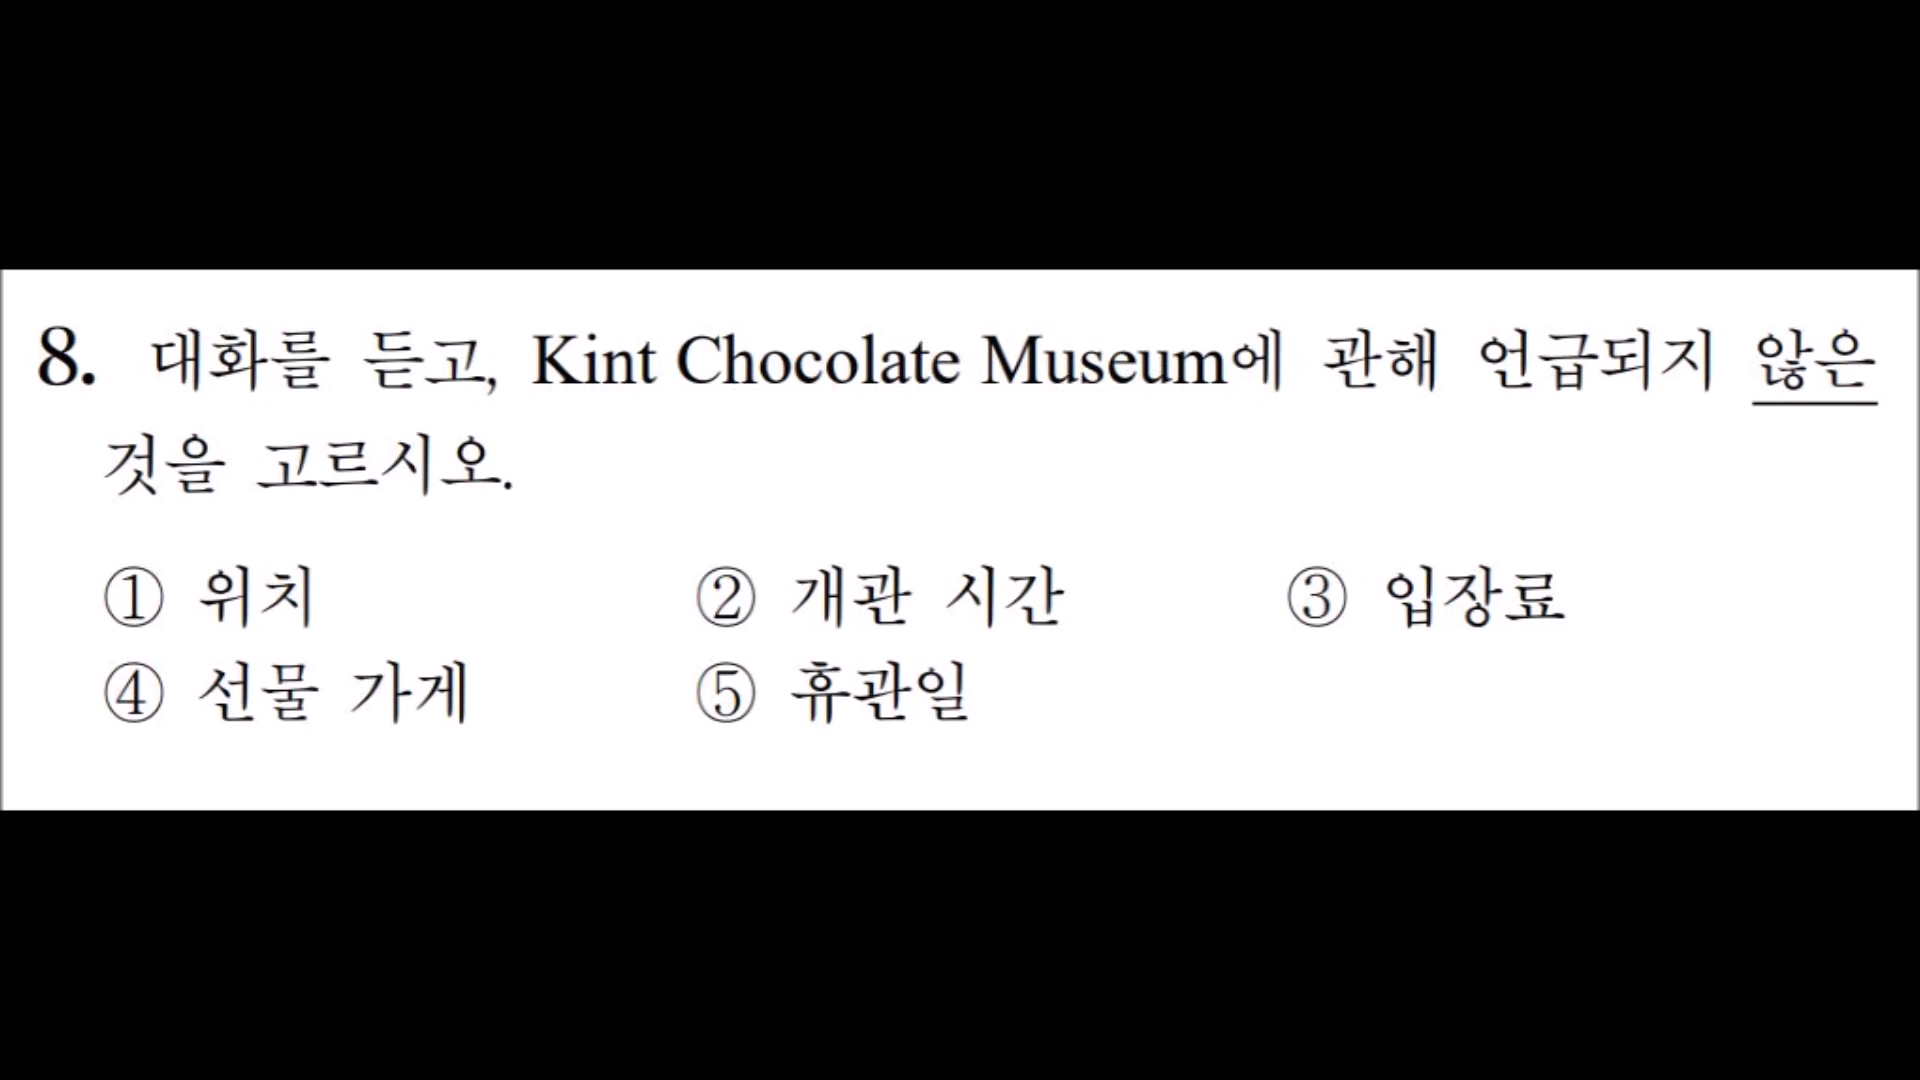 8. 대화를 듣고, Kint Chocolate Museum에 관해 언급되지 않은
것을 고르시오.
① 위치 ② 개관 시간 ③ 입장료
④ 선물 가게 ⑤ 휴관일